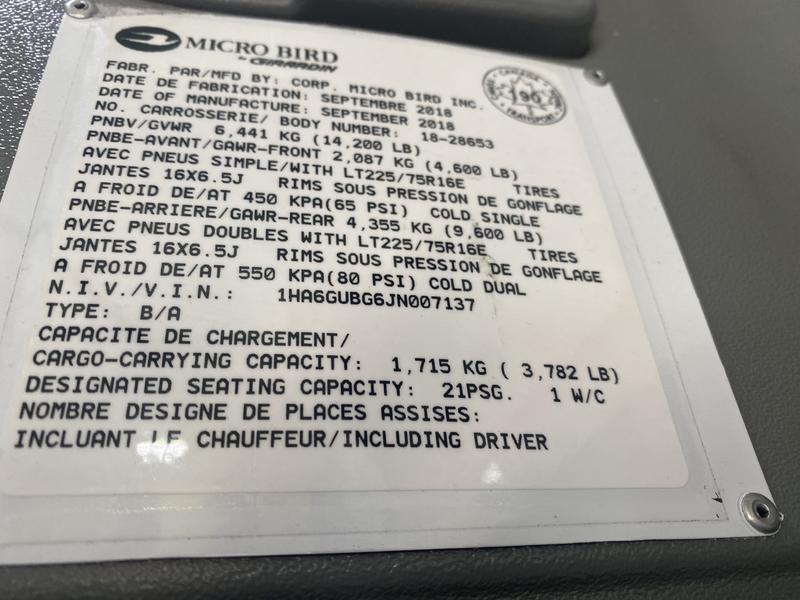 MICRO BIRD
by GIRARDIN
FABR. PAR/MFD BY: CORP. MICRO BIRD INC.
DATE DE FABRICATION: SEPTEMBRE 2018
DATE OF MANUFACTURE: SEPTEMBER 2018
NO. CARROSSERIE/ BODY NUMBER: 18-28653
PNBV/GVWR 6,441 KG (14,200 LB)
PNBE-AVANT/GAWR-FRONT 2,087 KG (4,600 LB)
AVEC PNEUS SIMPLE/WITH LT225/75R16E TIRES
JANTES 16X6.5J RIMS SOUS PRESSION DE GONFLAGE
A FROID DE/AT 450 KPA(65 PSI) COLD SINGLE
PNBE-ARRIERE/GAWR-REAR 4,355 KG (9,600 LB)
AVEC PNEUS DOUBLES WITH LT225/75R16E TIRES
JANTES 16X6.5J RIMS SOUS PRESSION DE GONFLAGE
A FROID DE/AT 550 KPA(80 PSI) COLD DUAL
N.I.V./V.I.N.: 1HA6GUBG6JN007137
TYPE: B/A
CAPACITE DE CHARGEMENT/
CARGO-CARRYING CAPACITY: 1,715 KG ( 3,782 LB)
DESIGNATED SEATING CAPACITY: 21PSG. 1 W/C
NOMBRE DESIGNE DE PLACES ASSISES:
INCLUANT LE CHAUFFEUR/INCLUDING DRIVER
TRANSPORT